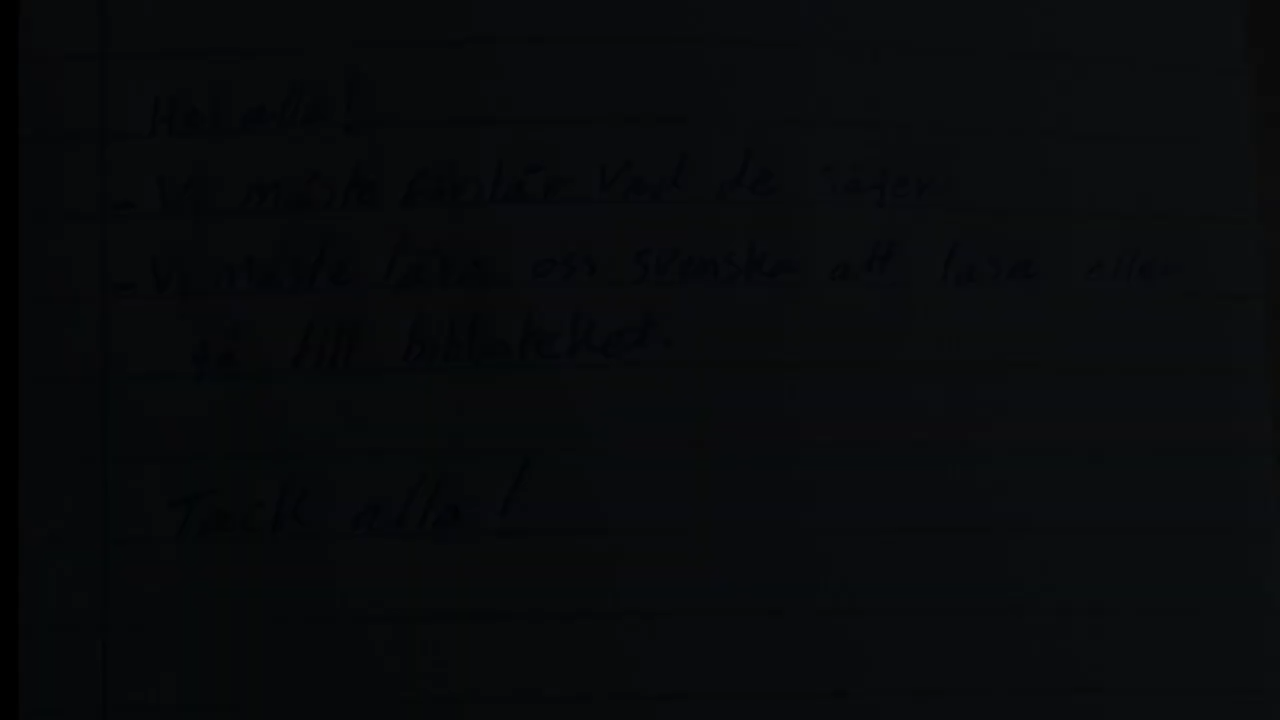 Hej alla!
- Vi måste förstår vad de säger.
- Vi måste lära oss svenska att läsa eller
gå till biblioteket.
Tack alla!